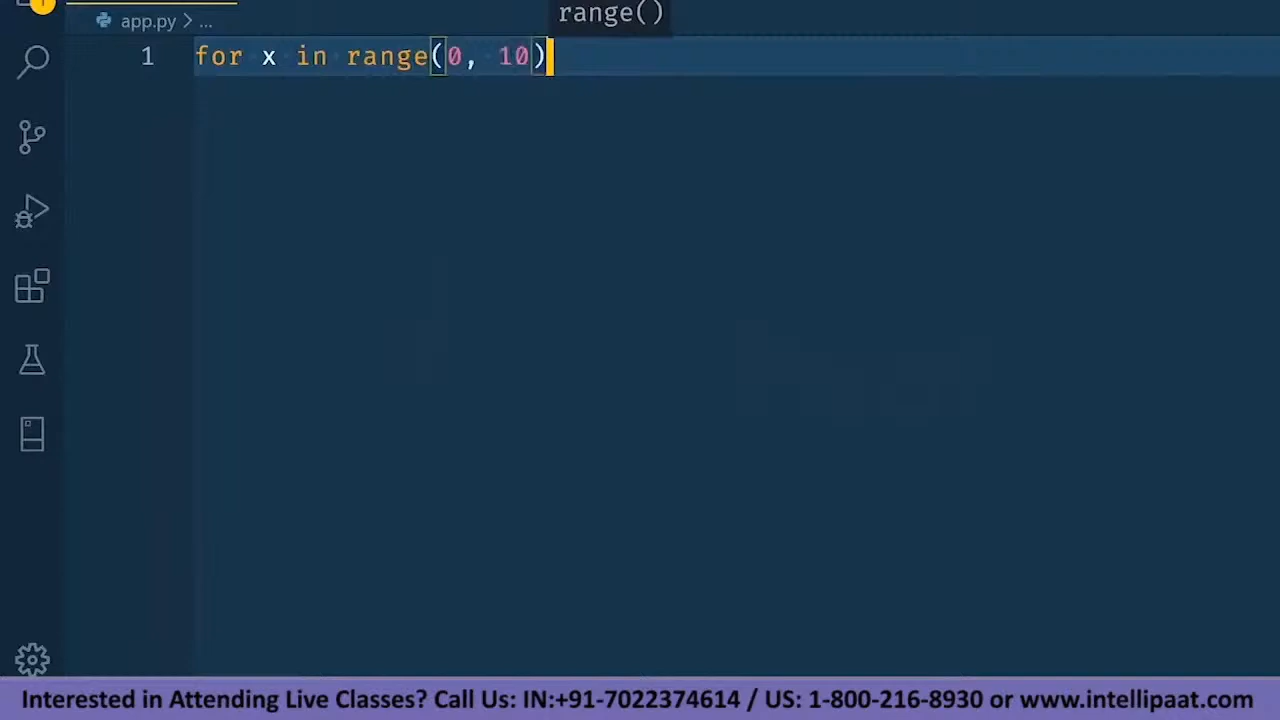 range()
app.py > ...
1 for x in range(0, 10)
Interested in Attending Live Classes? Call Us: IN:+91-7022374614 / US: 1-800-216-8930 or www.intellipaat.com